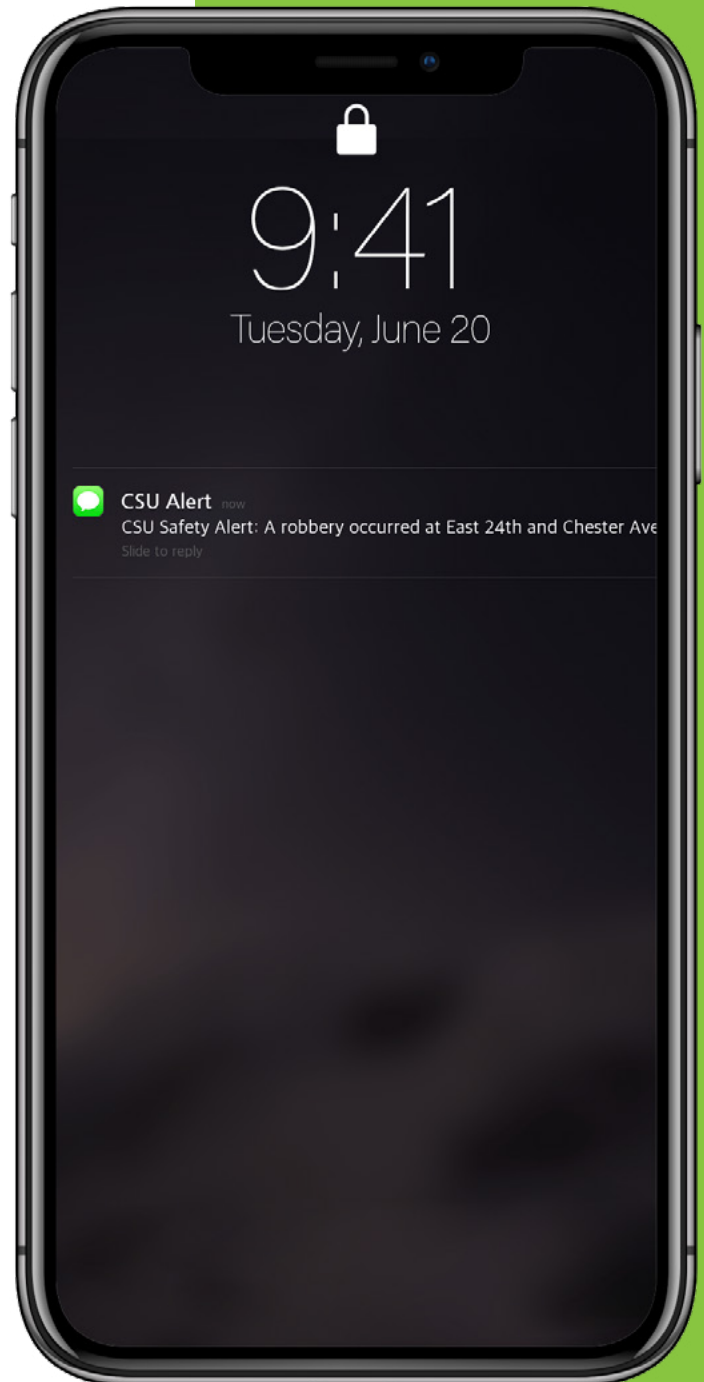 9:41
Tuesday, June 20
CSU Alert now
CSU Safety Alert: A robbery occurred at East 24th and Chester Ave
Slide to reply